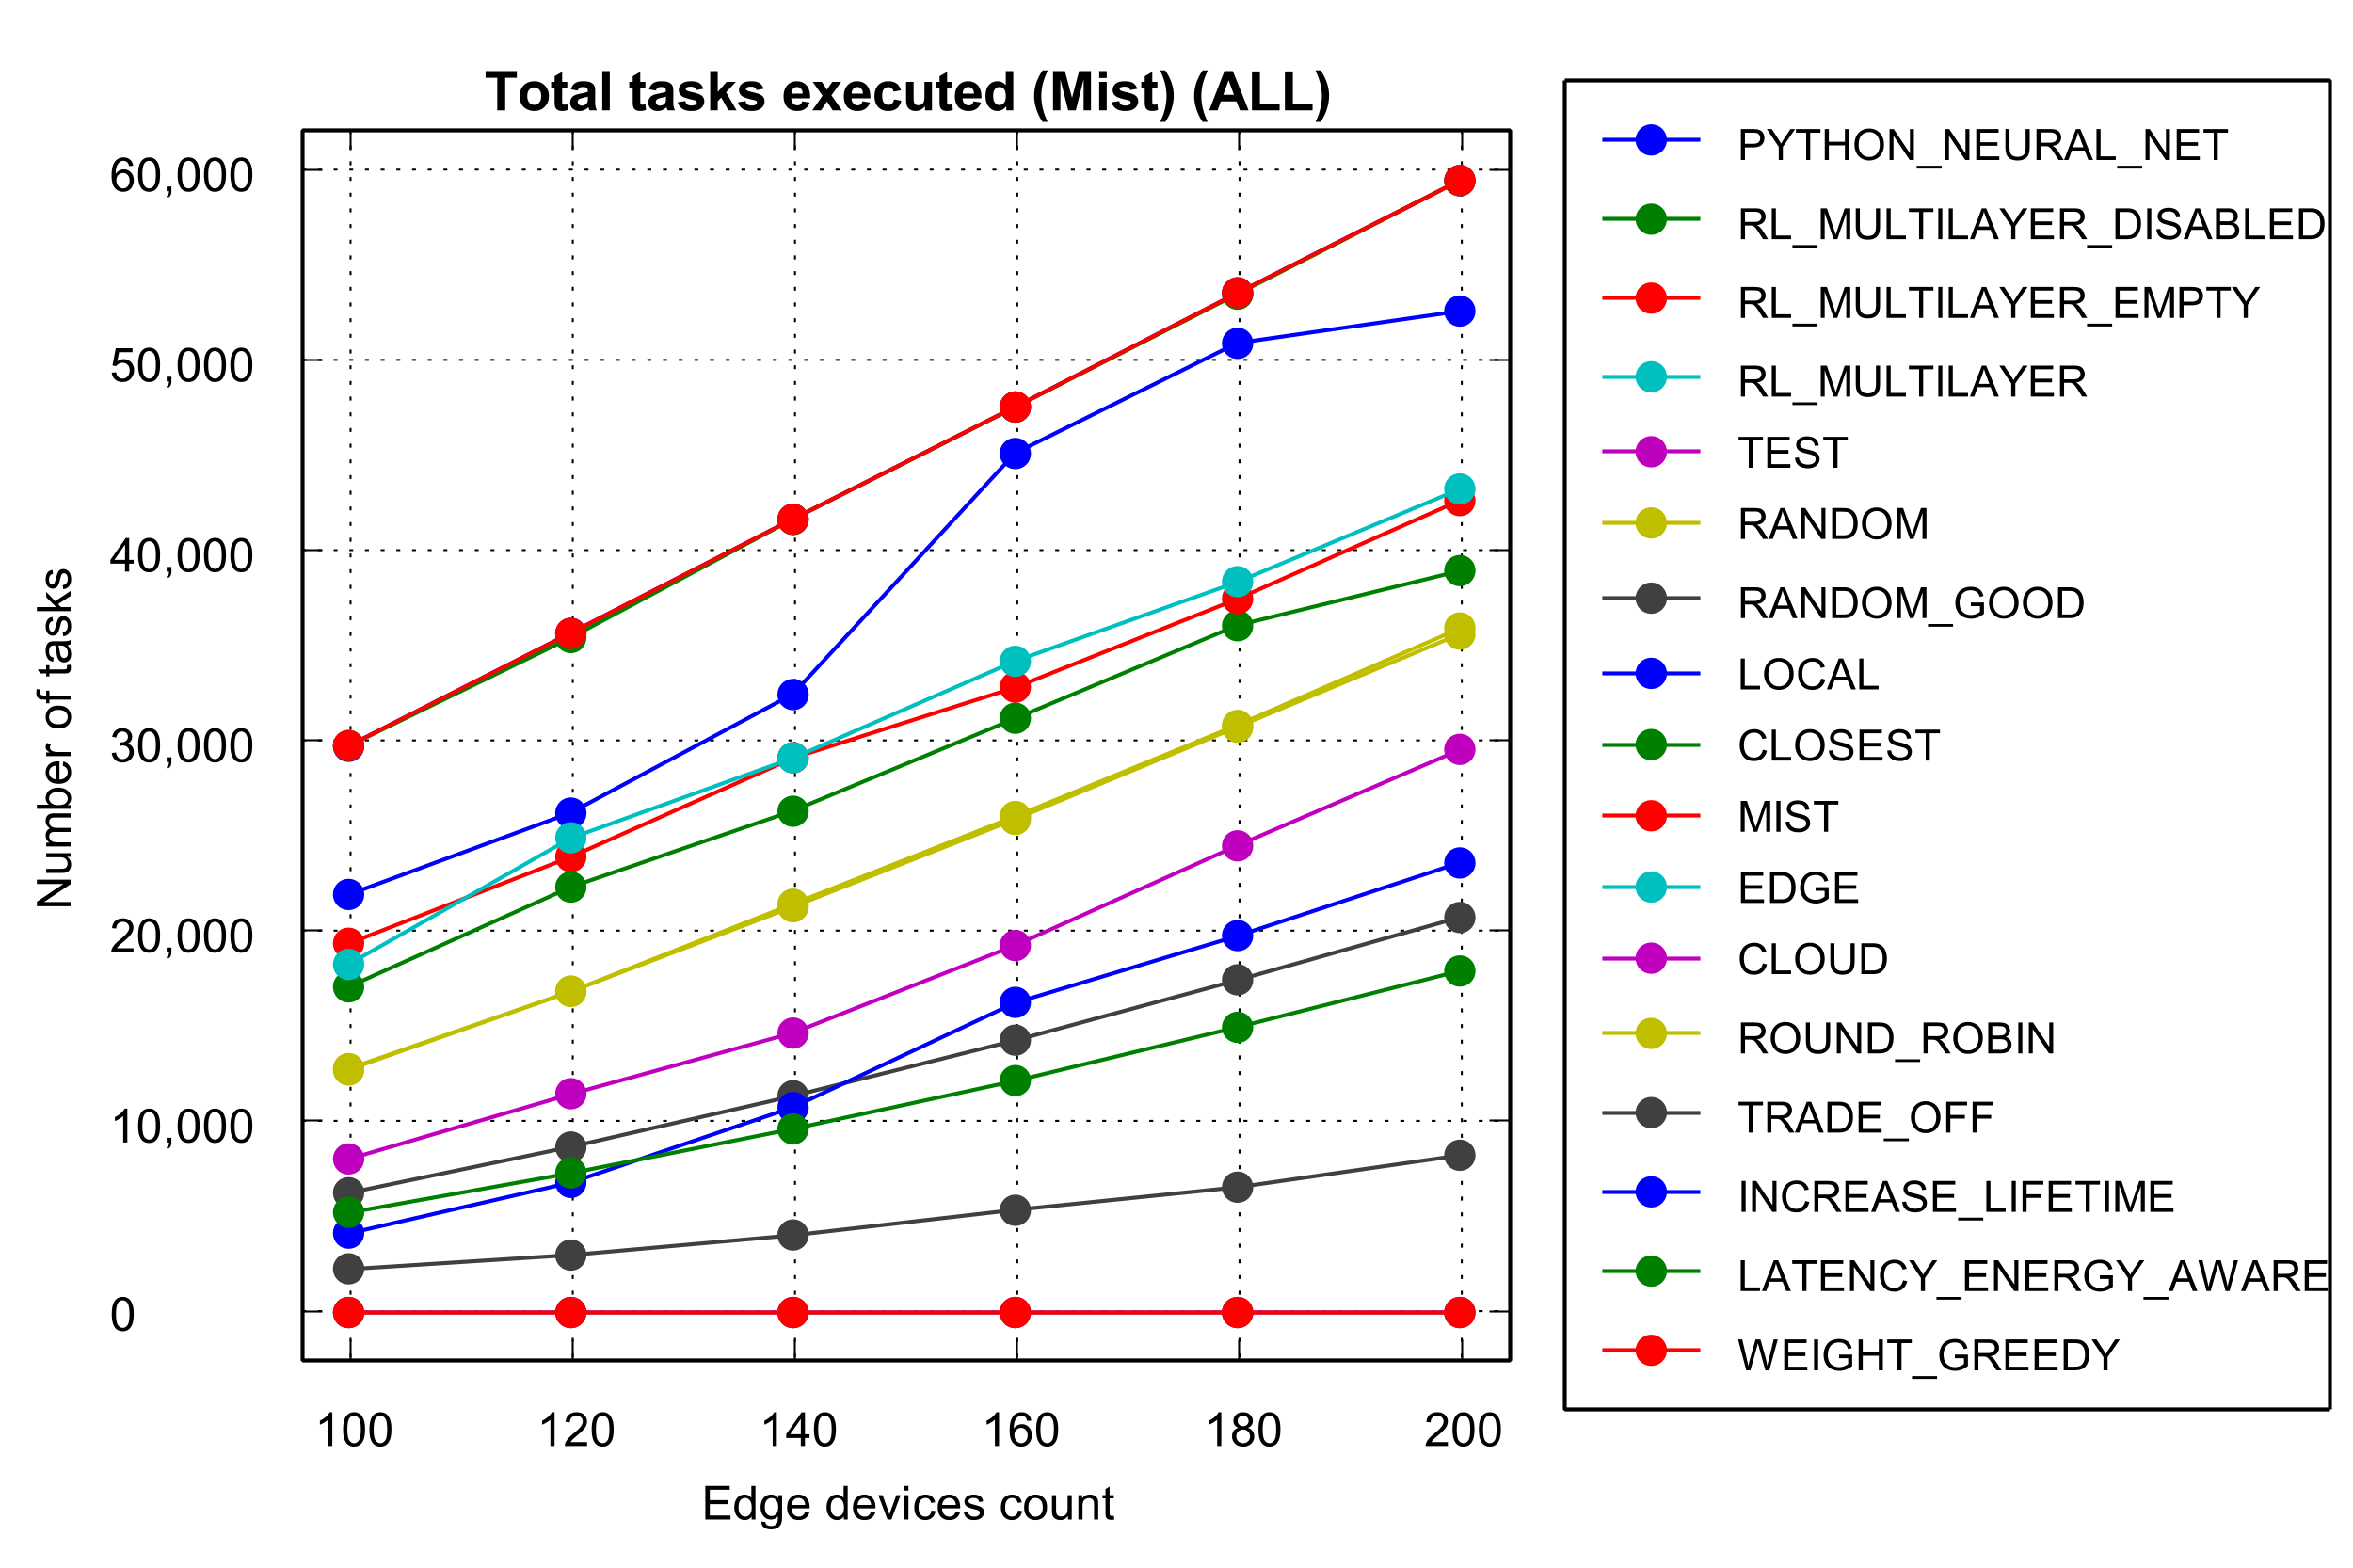 Total tasks executed (Mist) (ALL)
60,000
50,000
40,000
30,000
20,000
10,000
0
Number of tasks
100 120 140 160 180 200
Edge devices count
PYTHON_NEURAL_NET
RL_MULTILAYER_DISABLED
RL_MULTILAYER_EMPTY
RL_MULTILAYER
TEST
RANDOM
RANDOM_GOOD
LOCAL
CLOSEST
MIST
EDGE
CLOUD
ROUND_ROBIN
TRADE_OFF
INCREASE_LIFETIME
LATENCY_ENERGY_AWARE
WEIGHT_GREEDY